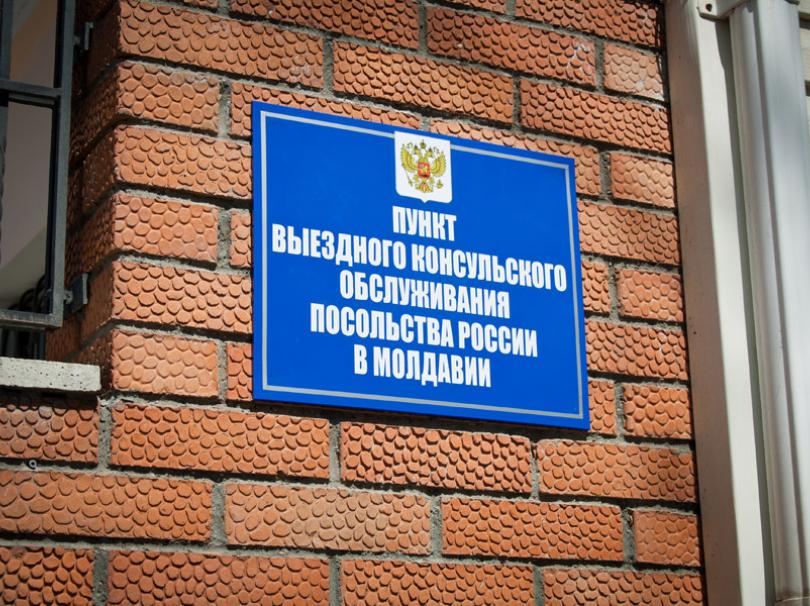 ПУНКТ
ВЫЕЗДНОГО КОНСУЛЬСКОГО
ОБСЛУЖИВАНИЯ
ПОСОЛЬСТВА РОССИИ
В МОЛДАВИИ